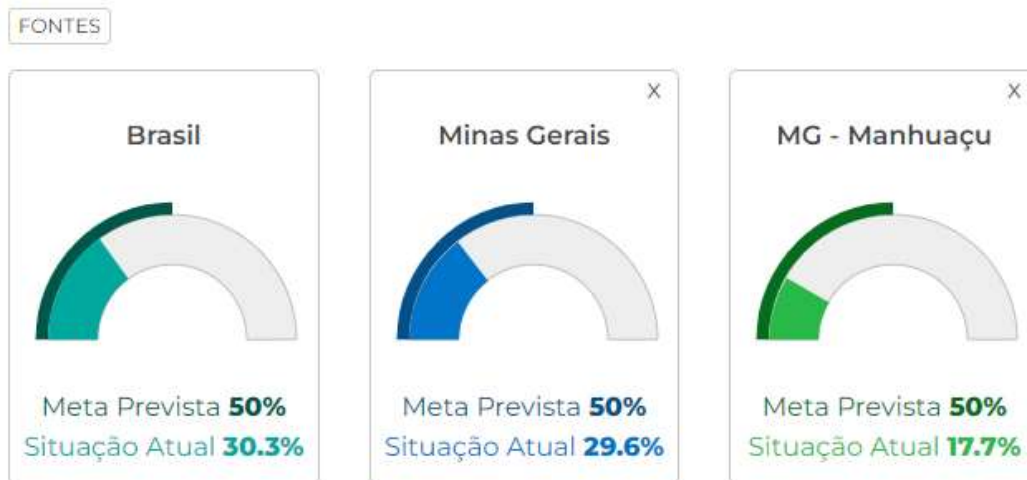 FONTES
X
X
Brasil
Minas Gerais
MG - Manhuaçu
Meta Prevista 50%
Situação Atual 30.3%
Meta Prevista 50%
Situação Atual 29.6%
Meta Prevista 50%
Situação Atual 17.7%